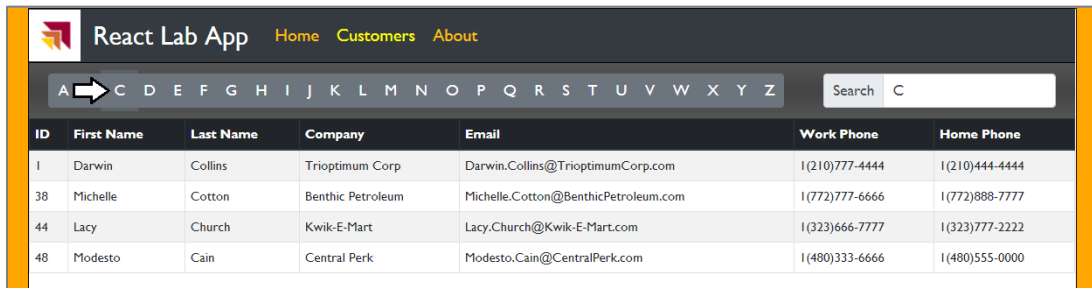 React Lab App Home Customers About
A C D E F G H I J K L M N O P Q R S T U V W X Y Z Search C
ID First Name Last Name Company Email Work Phone Home Phone
1 Darwin Collins Trioptimum Corp Darwin.Collins@TrioptimumCorp.com 1(210)777-4444 1(210)444-4444
38 Michelle Cotton Benthic Petroleum Michelle.Cotton@BenthicPetroleum.com 1(772)777-6666 1(772)888-7777
44 Lacy Church Kwik-E-Mart Lacy.Church@Kwik-E-Mart.com 1(323)666-7777 1(323)777-2222
48 Modesto Cain Central Perk Modesto.Cain@CentralPerk.com 1(480)333-6666 1(480)555-0000